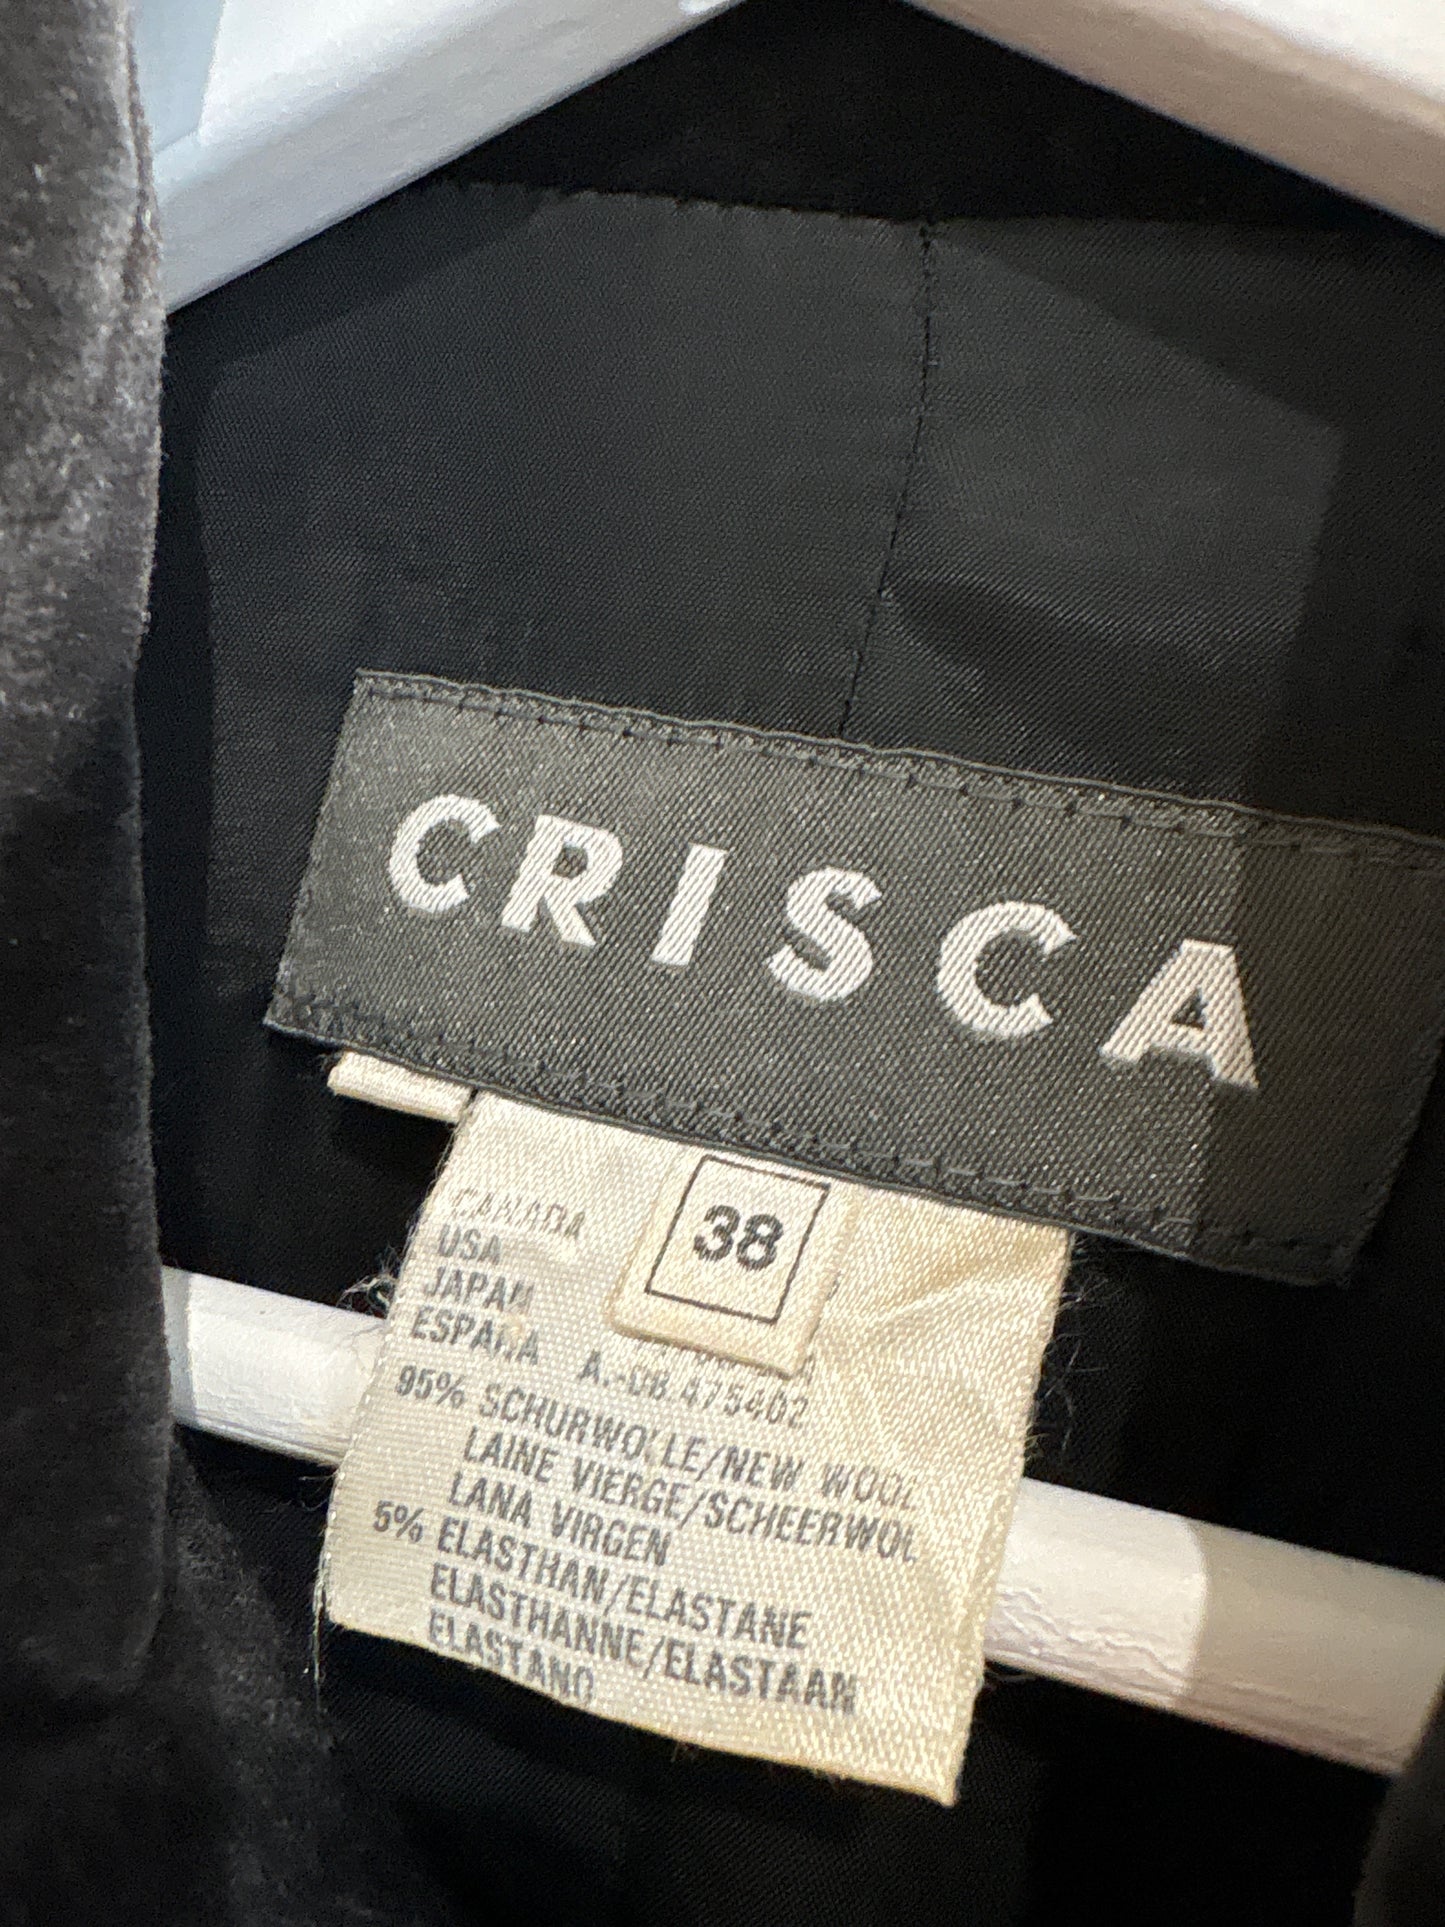 CRISCA
38
CANADA
USA
JAPAN
ESPAÑA
A.-08.475402
95% SCHURWOLLE/NEW WOOL
LAINE VIERGE/SCHEERWOL
LANA VIRGEN
5% ELASTHAN/ELASTANE
ELASTHANNE/ELASTAAN
ELASTANO